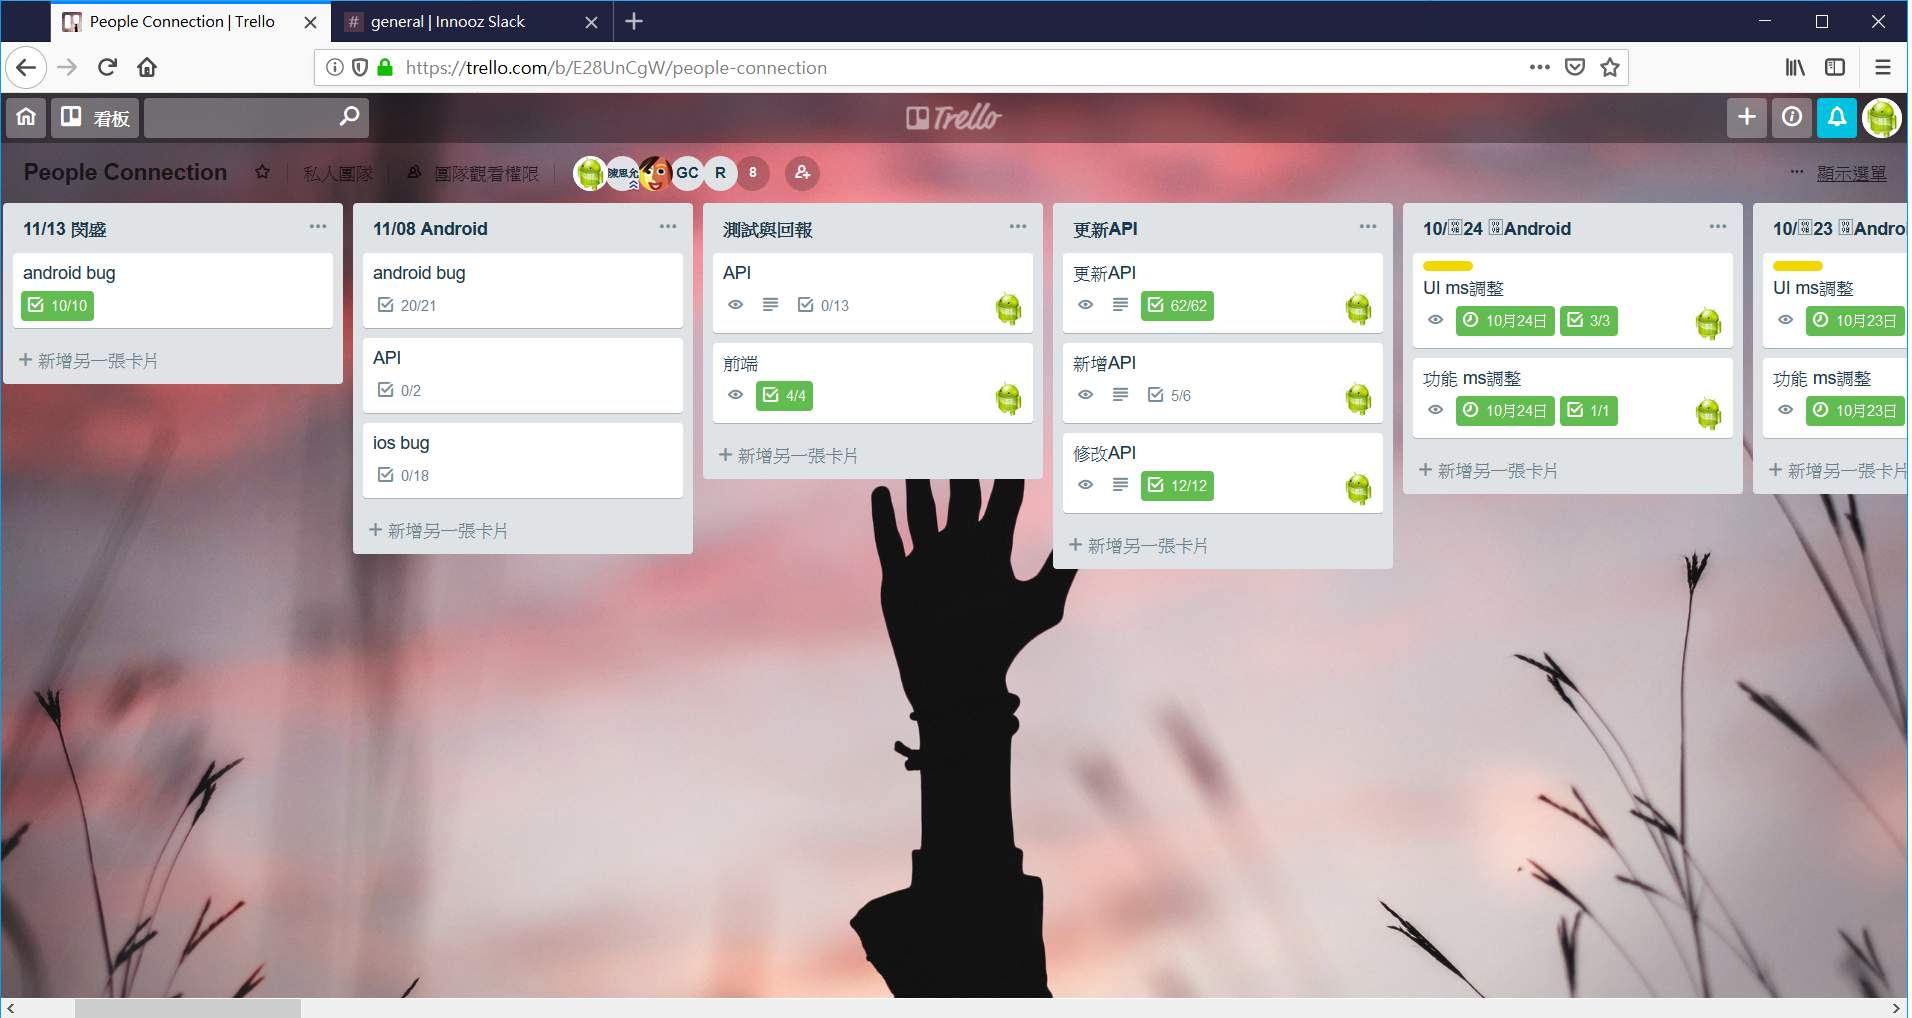 People Connection | Trello
# general | Innooz Slack
https://trello.com/b/E28UnCgW/people-connection
看板
Trello
People Connection
私人團隊
團隊觀看權限
陳思允
GC
R
8
顯示選單
11/13 閔盛
android bug
10/10
+ 新增另一張卡片
11/08 Android
android bug
20/21
API
0/2
ios bug
0/18
+ 新增另一張卡片
測試與回報
API
0/13
前端
4/4
+ 新增另一張卡片
更新API
更新API
62/62
新增API
5/6
修改API
12/12
+ 新增另一張卡片
10/24 Android
UI ms調整
10月24日 3/3
功能 ms調整
10月24日 1/1
+ 新增另一張卡片
10/23 Andro
UI ms調整
10月23日
功能 ms調整
10月23日
+ 新增另一張卡片